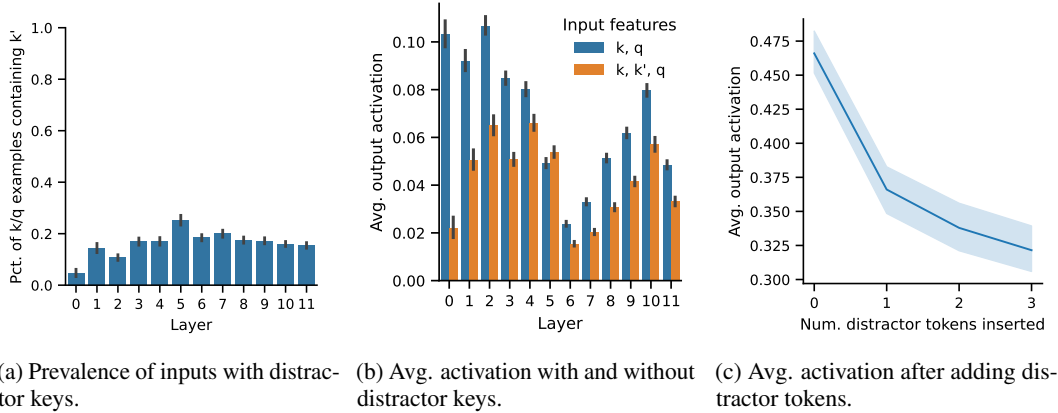 Pct. of k/q examples containing k'
1.0
0.8
0.6
0.4
0.2
0.0
0 1 2 3 4 5 6 7 8 9 10 11
Layer
Avg. output activation
0.10
0.08
0.06
0.04
0.02
0.00
Input features
k, q
k, k', q
0 1 2 3 4 5 6 7 8 9 10 11
Layer
Avg. output activation
0.475
0.450
0.425
0.400
0.375
0.350
0.325
0.300
0 1 2 3
Num. distractor tokens inserted
(a) Prevalence of inputs with distrac-
tor keys.
(b) Avg. activation with and without
distractor keys.
(c) Avg. activation after adding dis-
tractor tokens.